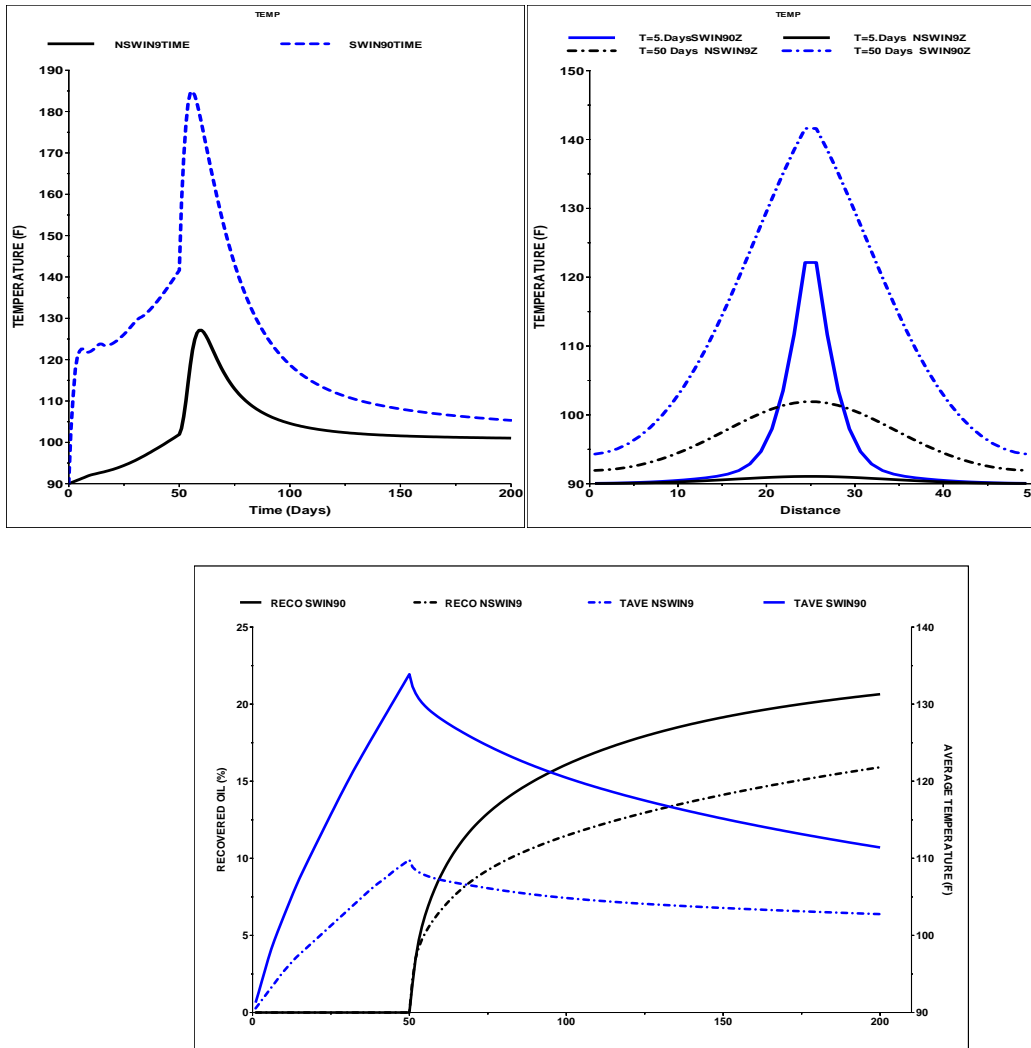 TEMP
NSWIN9TIME
SWIN90TIME
TEMPERATURE (F)
190
180
170
160
150
140
130
120
110
100
90
0
50
100
150
200
Time (Days)
TEMP
T=5.DaysSWIN90Z
T=5.Days NSWIN9Z
T=50 Days NSWIN9Z
T=50 Days SWIN90Z
TEMPERATURE (F)
150
140
130
120
110
100
90
0
10
20
30
40
5
Distance
RECO SWIN90
RECO NSWIN9
TAVE NSWIN9
TAVE SWIN90
RECOVERED OIL (%)
25
20
15
10
5
0
0
50
100
150
200
140
130
120
110
100
90
AVERAGE TEMPERATURE (F)